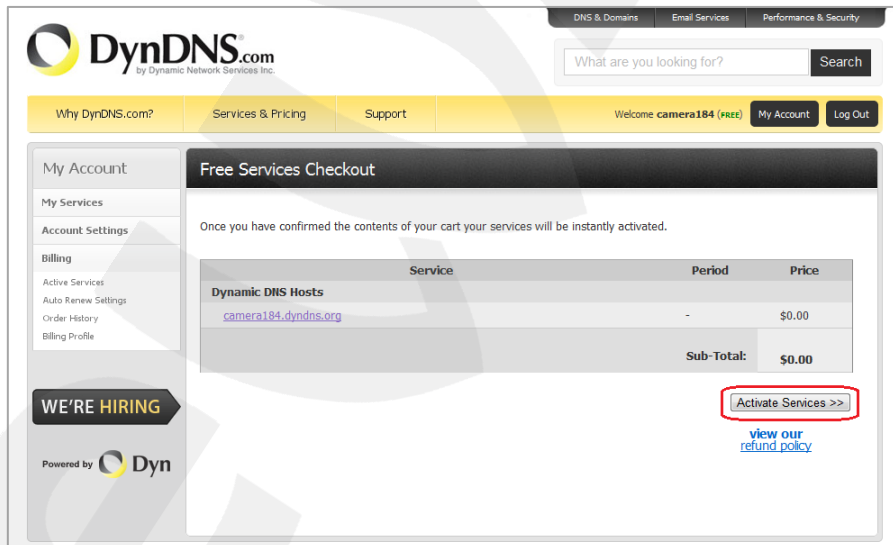 DNS & Domains Email Services Performance & Security
DynDNS.com
by Dynamic Network Services Inc.
What are you looking for? Search
Why DynDNS.com? Services & Pricing Support Welcome camera184 (FREE) My Account Log Out
My Account
My Services
Account Settings
Billing
Active Services
Auto Renew Settings
Order History
Billing Profile
WE'RE HIRING
Powered by Dyn
Free Services Checkout
Once you have confirmed the contents of your cart your services will be instantly activated.
Service Period Price
Dynamic DNS Hosts
camera184.dyndns.org - $0.00
Sub-Total: $0.00
Activate Services >>
view our
refund policy